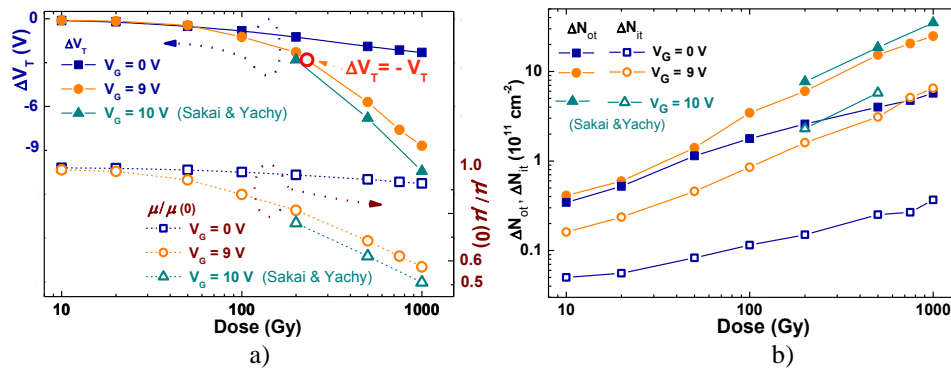 a)
0
-3
-6
-9
ΔV_T (V)
ΔV_T
V_G = 0 V
V_G = 9 V
V_G = 10 V (Sakai & Yachy)
ΔV_T = - V_T
μ/μ(0)
V_G = 0 V
V_G = 9 V
V_G = 10 V (Sakai & Yachy)
1.0
0.6
0.5
μ/μ(0)
10 100 1000
Dose (Gy)
a)
b)
ΔN_ot ΔN_it
V_G = 0 V
V_G = 9 V
V_G = 10 V
(Sakai &Yachy)
10
1
0.1
ΔN_ot, ΔN_it (10^11 cm^-2)
10 100 1000
Dose (Gy)
b)